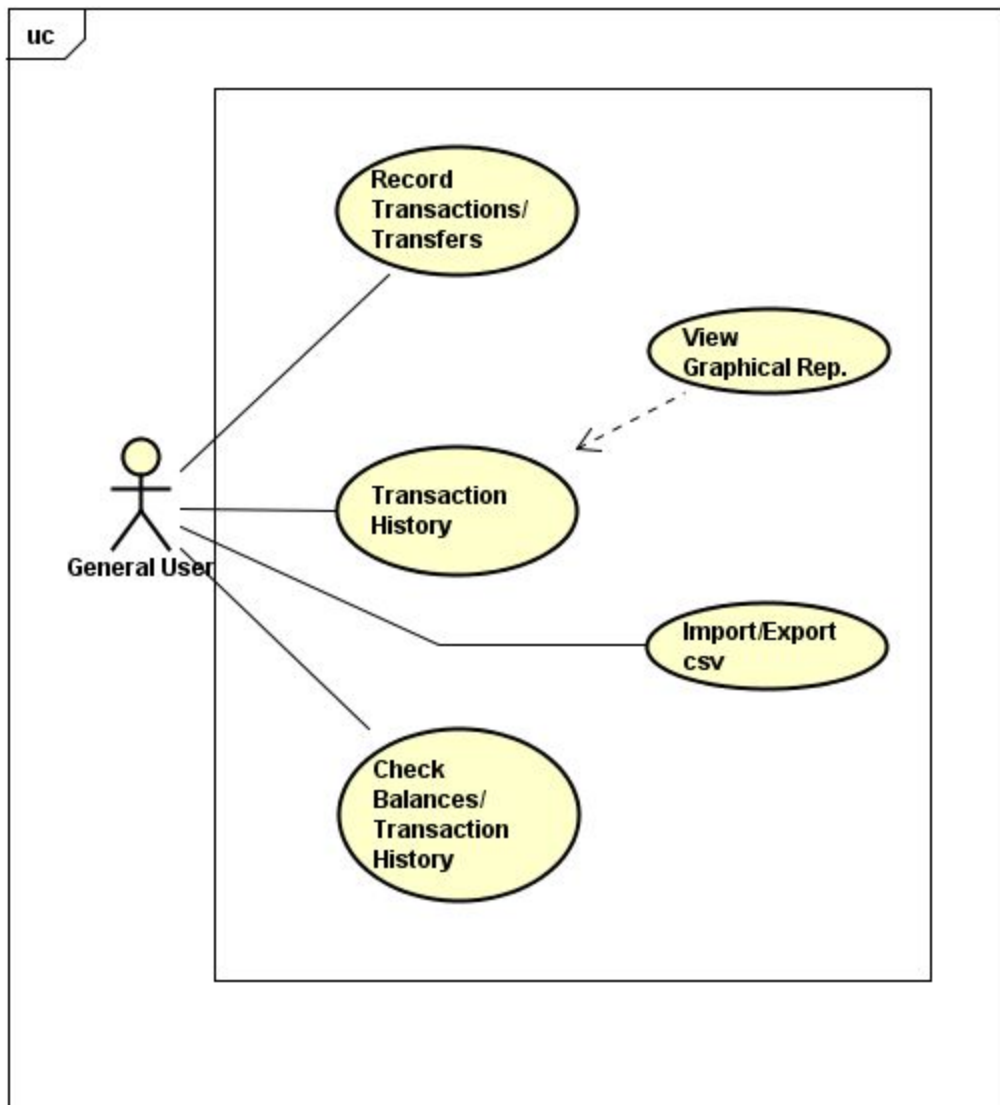 uc
Record
Transactions/
Transfers
View
Graphical Rep.
Transaction
History
General User
Import/Export
csv
Check
Balances/
Transaction
History